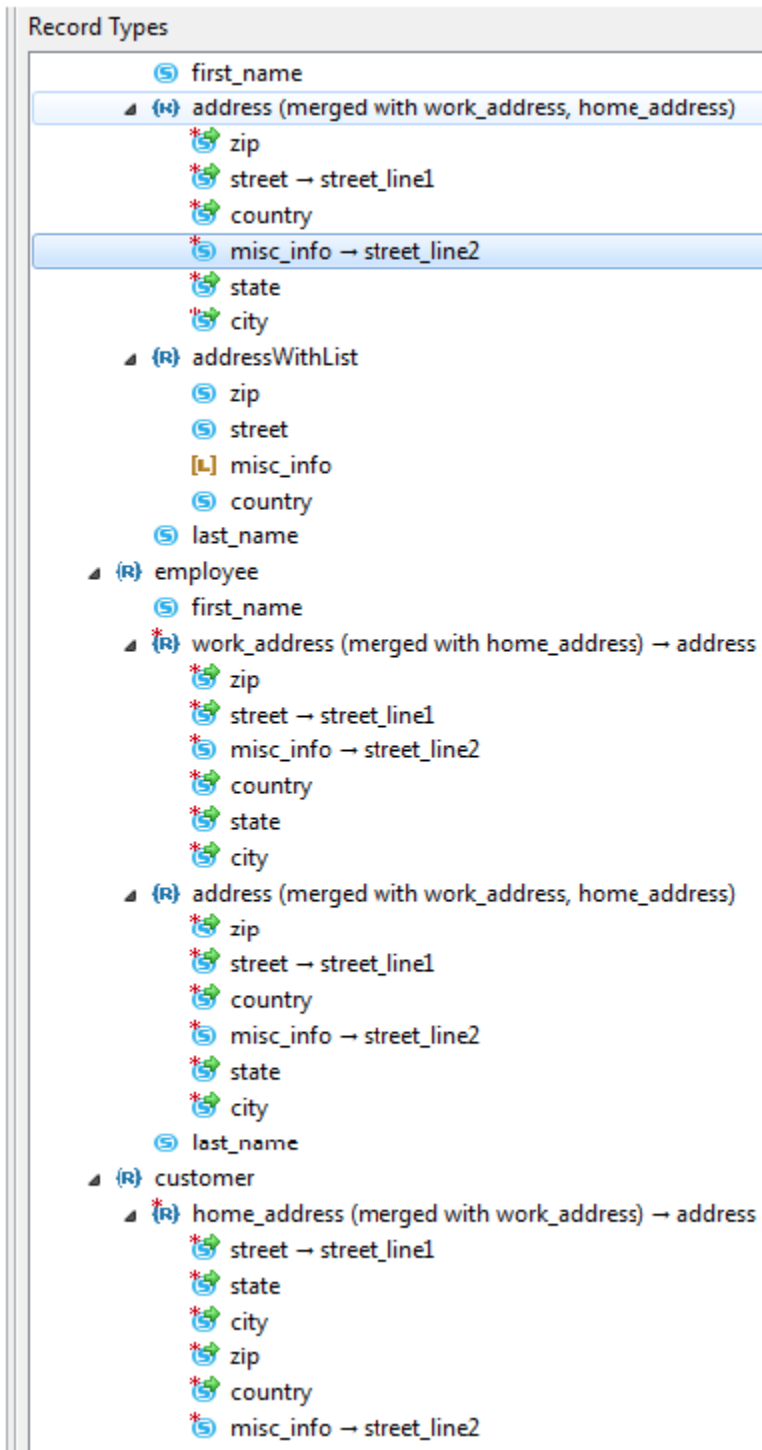 Record Types
first_name
address (merged with work_address, home_address)
zip
street → street_line1
country
misc_info → street_line2
state
city
{R} addressWithList
zip
street
[L] misc_info
country
last_name
{R} employee
first_name
{R} work_address (merged with home_address) → address
zip
street → street_line1
misc_info → street_line2
country
state
city
{R} address (merged with work_address, home_address)
zip
street → street_line1
country
misc_info → street_line2
state
city
last_name
{R} customer
{R} home_address (merged with work_address) → address
street → street_line1
state
city
zip
country
misc_info → street_line2